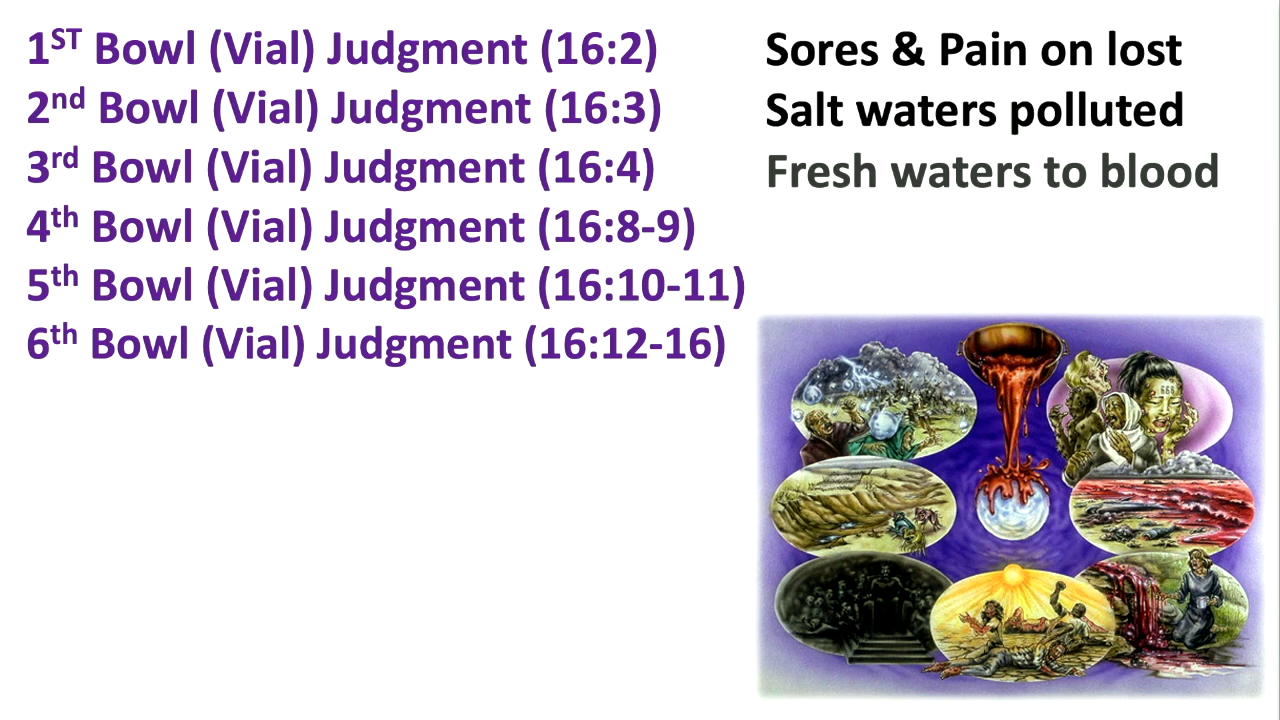 1ST Bowl (Vial) Judgment (16:2) Sores & Pain on lost
2nd Bowl (Vial) Judgment (16:3) Salt waters polluted
3rd Bowl (Vial) Judgment (16:4) Fresh waters to blood
4th Bowl (Vial) Judgment (16:8-9)
5th Bowl (Vial) Judgment (16:10-11)
6th Bowl (Vial) Judgment (16:12-16)
666